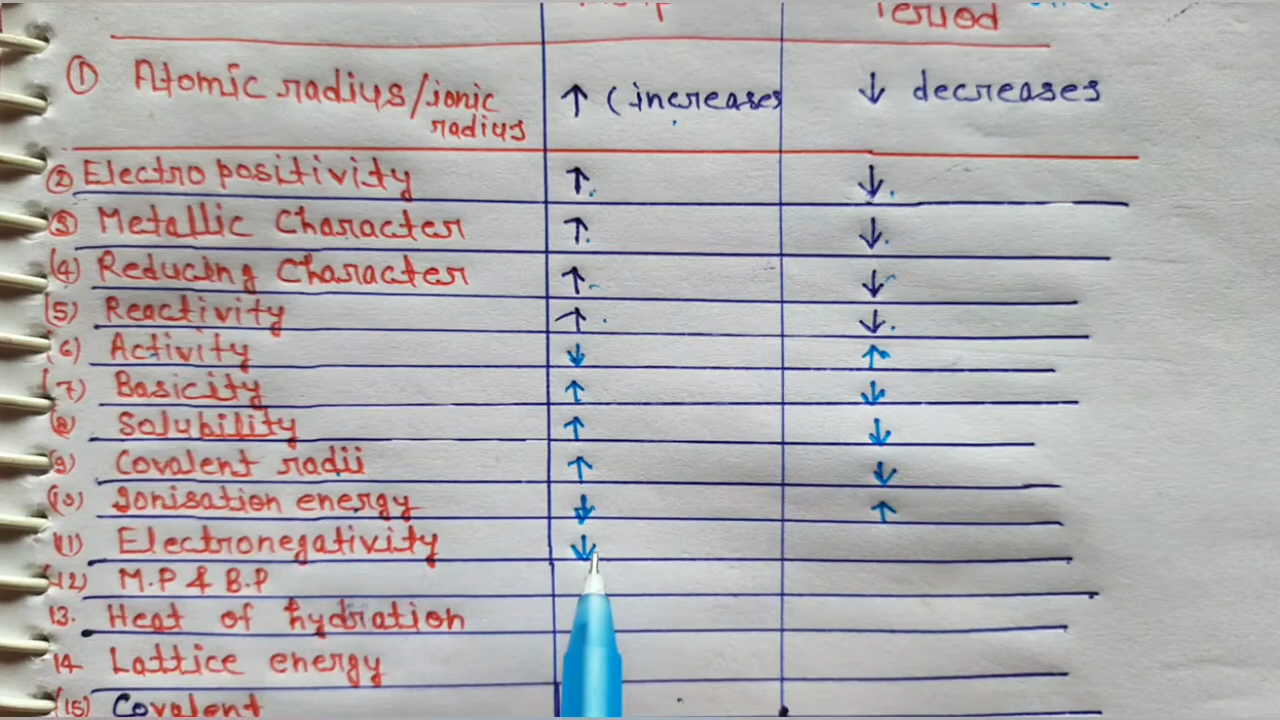 Period
① Atomic radius/ionic radius ↑ (increases ↓ decreases
② Electro positivity ↑ ↓
③ Metallic Character ↑ ↓
(4) Reducing Character ↑ ↓
(5) Reactivity ↑ ↓
(6) Activity ↓ ↑
(7) Basicity ↑ ↓
(8) Solubility ↑ ↓
(9) Covalent radii ↑ ↓
(10) Ionisation energy ↓ ↑
(11) Electronegativity ↓
(12) M.P & B.P
13. Heat of hydration
14 Lattice energy
(15) Covalent